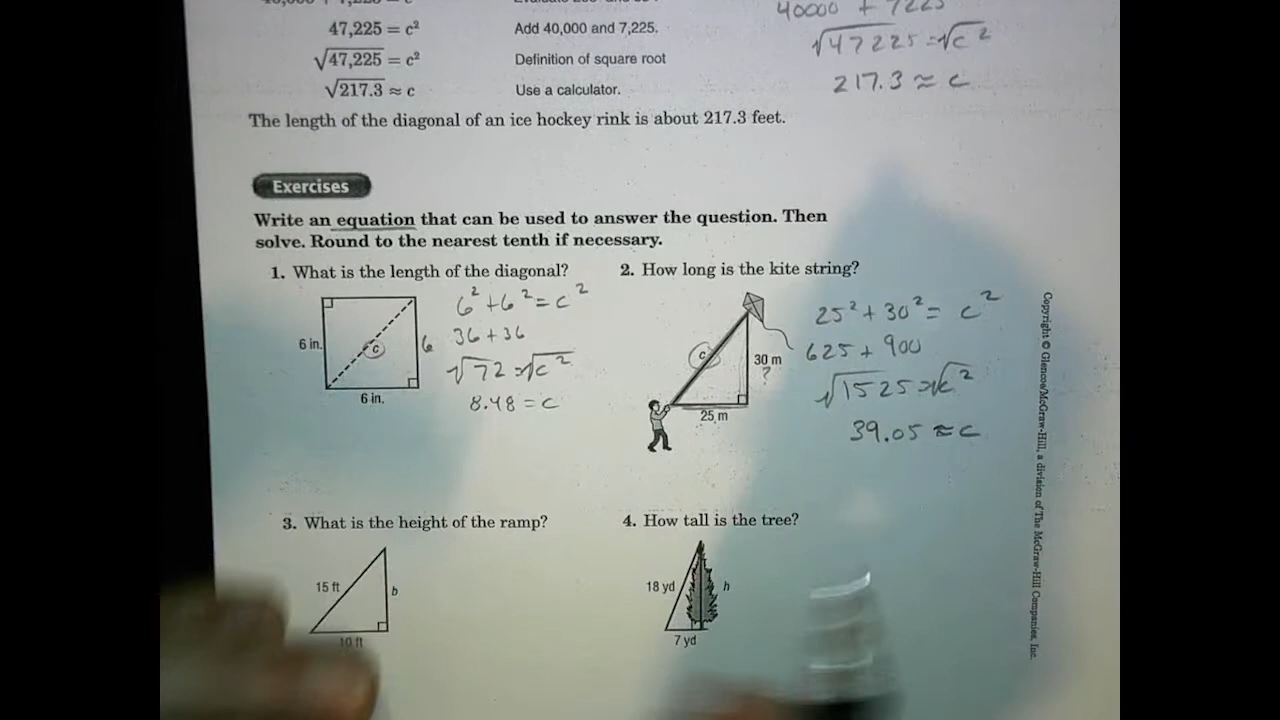 47,225 = c²
Add 40,000 and 7,225.
√47,225 = c²
Definition of square root
√217.3 ≈ c
Use a calculator.
40000 + 7225
√47225 = √c²
217.3 ≈ c
The length of the diagonal of an ice hockey rink is about 217.3 feet.
Exercises
Write an equation that can be used to answer the question. Then
solve. Round to the nearest tenth if necessary.
1. What is the length of the diagonal?
6 in.
c
6
6 in.
6² + 6² = c²
36 + 36
√72 = √c²
8.48 = c
2. How long is the kite string?
c
30 m
?
25 m
25² + 30² = c²
625 + 900
√1525 = √c²
39.05 ≈ c
3. What is the height of the ramp?
15 ft
b
10 ft
4. How tall is the tree?
18 yd
h
7 yd
Copyright © Glencoe/McGraw-Hill, a division of The McGraw-Hill Companies, Inc.